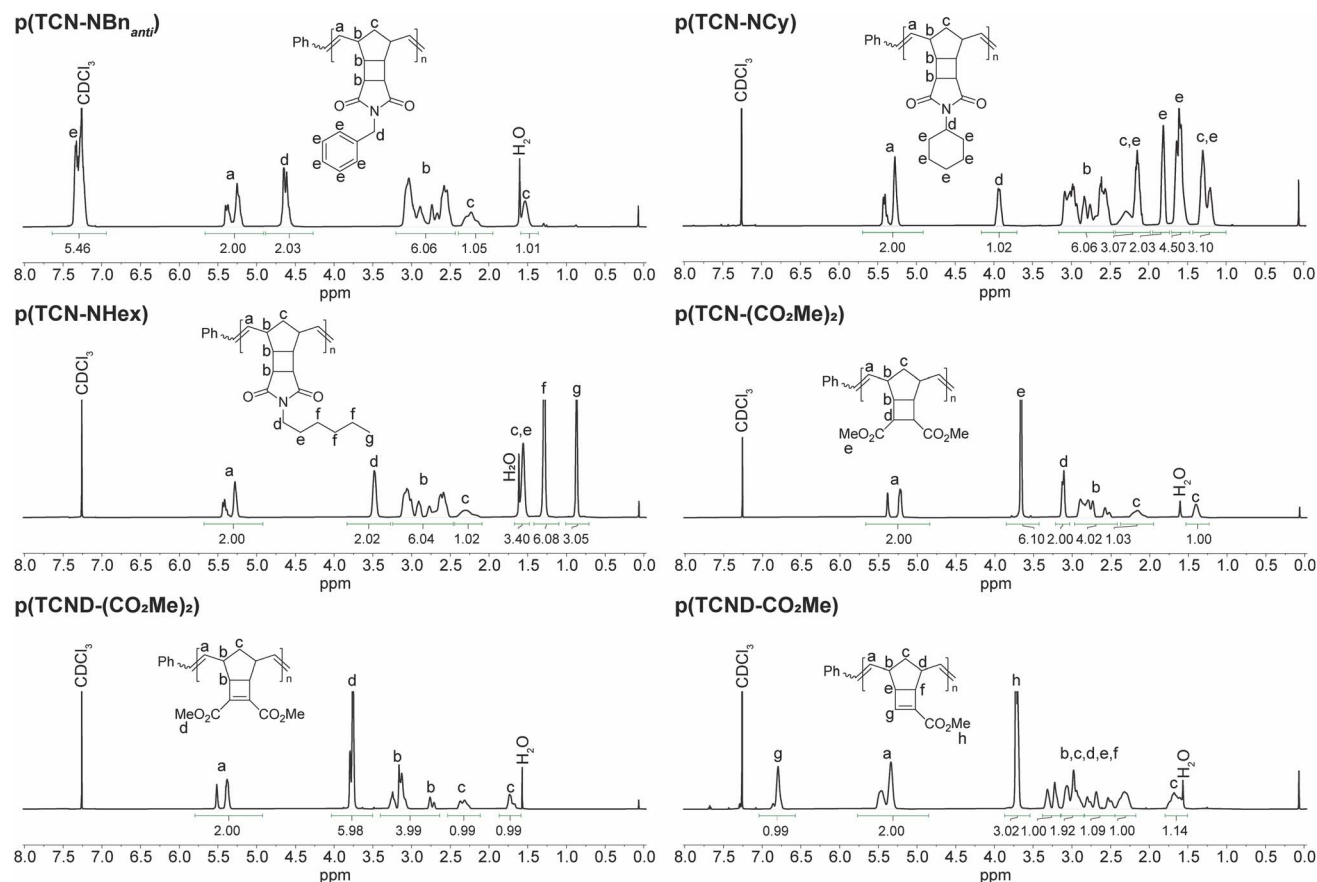 p(TCN-NBn_anti)
a
c
b
Ph
n
b
b
O
O
N
d
e
e
e
e
e
CDCl₃
e
a
d
b
c
H₂O
c
5.46
2.00
2.03
6.06
1.05
1.01
8.0 7.5 7.0 6.5 6.0 5.5 5.0 4.5 4.0 3.5 3.0 2.5 2.0 1.5 1.0 0.5 0.0
ppm
p(TCN-NCy)
a
c
b
Ph
n
b
b
O
O
N
d
e
e
e
e
e
CDCl₃
a
d
b
c,e
e
e
c,e
2.00
1.02
6.06
3.07
2.03
4.50
3.10
8.0 7.5 7.0 6.5 6.0 5.5 5.0 4.5 4.0 3.5 3.0 2.5 2.0 1.5 1.0 0.5 0.0
ppm
p(TCN-NHex)
a
c
b
Ph
n
b
b
O
O
N
d
e
f
f
f
g
CDCl₃
a
d
b
c
H₂O
c,e
f
g
2.00
2.02
6.04
1.02
3.40
6.08
3.05
8.0 7.5 7.0 6.5 6.0 5.5 5.0 4.5 4.0 3.5 3.0 2.5 2.0 1.5 1.0 0.5 0.0
ppm
p(TCN-(CO₂Me)₂)
a
c
b
Ph
n
b
d
MeO₂C
CO₂Me
e
CDCl₃
a
e
d
b
c
H₂O
c
2.00
6.10
2.00
4.02
1.03
1.00
8.0 7.5 7.0 6.5 6.0 5.5 5.0 4.5 4.0 3.5 3.0 2.5 2.0 1.5 1.0 0.5 0.0
ppm
p(TCND-(CO₂Me)₂)
a
c
b
Ph
n
b
MeO₂C
CO₂Me
d
CDCl₃
a
d
b
b
c
c
H₂O
2.00
5.98
3.99
0.99
0.99
8.0 7.5 7.0 6.5 6.0 5.5 5.0 4.5 4.0 3.5 3.0 2.5 2.0 1.5 1.0 0.5 0.0
ppm
p(TCND-CO₂Me)
a
c
b
d
Ph
n
e
f
g
CO₂Me
h
CDCl₃
g
a
h
b,c,d,e,f
c
H₂O
0.99
2.00
3.02
1.00
1.92
1.09
1.00
1.14
8.0 7.5 7.0 6.5 6.0 5.5 5.0 4.5 4.0 3.5 3.0 2.5 2.0 1.5 1.0 0.5 0.0
ppm